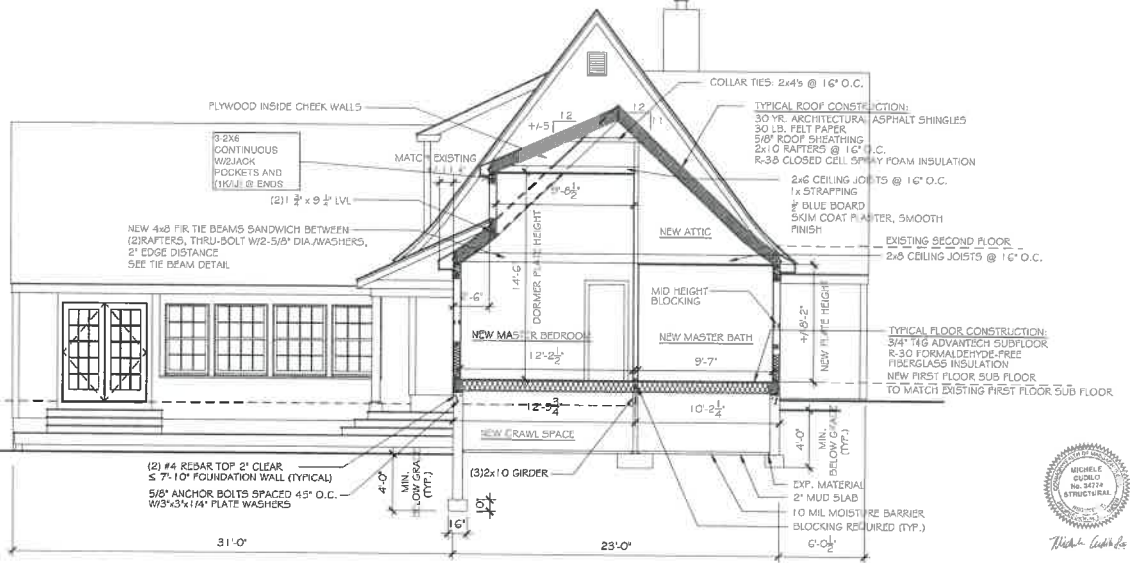 COLLAR TIES: 2x4's @ 16" O.C.
PLYWOOD INSIDE CHEEK WALLS
TYPICAL ROOF CONSTRUCTION:
30 YR. ARCHITECTURAL ASPHALT SHINGLES
30 LB. FELT PAPER
5/8" ROOF SHEATHING
2x10 RAFTERS @ 16" O.C.
R-38 CLOSED CELL SPRAY FOAM INSULATION
12
+/-5
12
11
3-2X6
CONTINUOUS
W/2JACK
POCKETS AND
(1K/1J) @ ENDS
MATCH EXISTING
2x6 CEILING JOISTS @ 16" O.C.
1x STRAPPING
1/2" BLUE BOARD
SKIM COAT PLASTER, SMOOTH
FINISH
(2)1 3/4" x 9 1/4" LVL
9'-8 1/2"
NEW 4x8 FIR TIE BEAMS SANDWICH BETWEEN
(2)RAFTERS, THRU-BOLT W/2-5/8" DIA./WASHERS,
2" EDGE DISTANCE
SEE TIE BEAM DETAIL
NEW ATTIC
EXISTING SECOND FLOOR
2x8 CEILING JOISTS @ 16" O.C.
14'-6"
DORMER PLATE HEIGHT
MID HEIGHT
BLOCKING
+/-8'-2"
NEW PLATE HEIGHT
NEW MASTER BEDROOM
12'-2 1/2"
NEW MASTER BATH
9'-7"
TYPICAL FLOOR CONSTRUCTION:
3/4" T&G ADVANTECH SUBFLOOR
R-30 FORMALDEHYDE-FREE
FIBERGLASS INSULATION
NEW FIRST FLOOR SUB FLOOR
TO MATCH EXISTING FIRST FLOOR SUB FLOOR
12'-5 3/4"
10'-2 1/4"
NEW CRAWL SPACE
4'-0"
MIN.
BELOW GRADE
(TYP.)
(2) #4 REBAR TOP 2" CLEAR
≤ 7'-10" FOUNDATION WALL (TYPICAL)
5/8" ANCHOR BOLTS SPACED 45" O.C.
W/3"x3"x1/4" PLATE WASHERS
4'-0"
MIN.
(TYP.)
(3)2x10 GIRDER
EXP. MATERIAL
2" MUD SLAB
10 MIL MOISTURE BARRIER
BLOCKING REQUIRED (TYP.)
10"
16"
31'-0"
23'-0"
6'-0 1/2"
MICHELE
CUDILO
No. 34774
STRUCTURAL